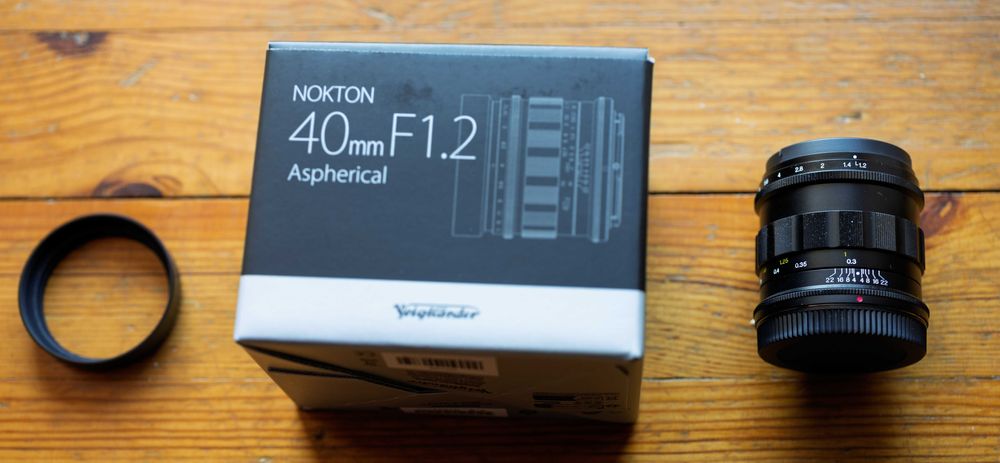 NOKTON
40mm F1.2
Aspherical
Voigtländer
4 2.8 2 1.4 1.2
1.25 1
0.4 0.35 0.3
22 16 8 4 4 8 16 22